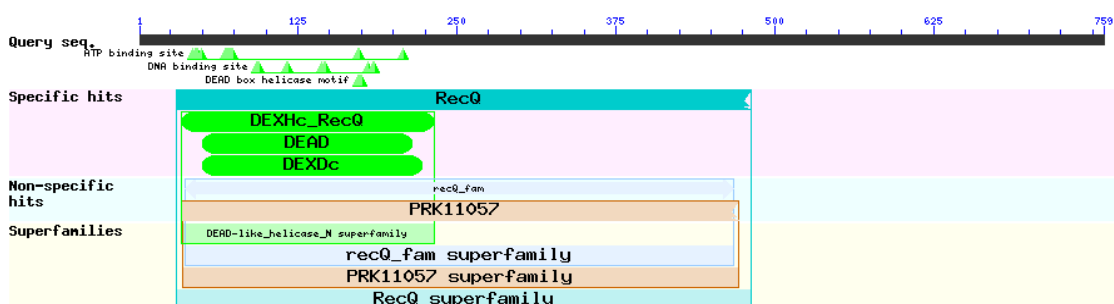 1 125 250 375 500 625 759
Query seq.
ATP binding site
DNA binding site
DEAD box helicase motif
Specific hits
RecQ
DEXHc_RecQ
DEAD
DEXDc
Non-specific
hits
recQ_fam
PRK11057
Superfamilies
DEAD-like_helicase_N superfamily
recQ_fam superfamily
PRK11057 superfamily
RecQ superfamily